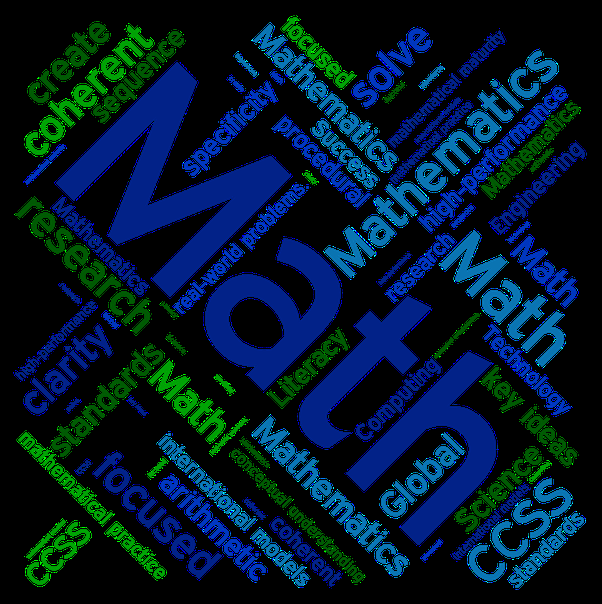 create
coherent
sequence
focused
Mathematics
solve
mathematical maturity
specificity
success
procedural
Mathematics
high-performance
Mathematics
Engineering
Math
research
Mathematics
real-world problems.
research
Math
Math
high-performance
clarity
standards
Math
Literacy
Computing
Technology
key ideas
mathematical practice
focused
international models
arithmetic
Mathematics
conceptual understanding
coherent
Global
Science
CCSS
standards
CCSS